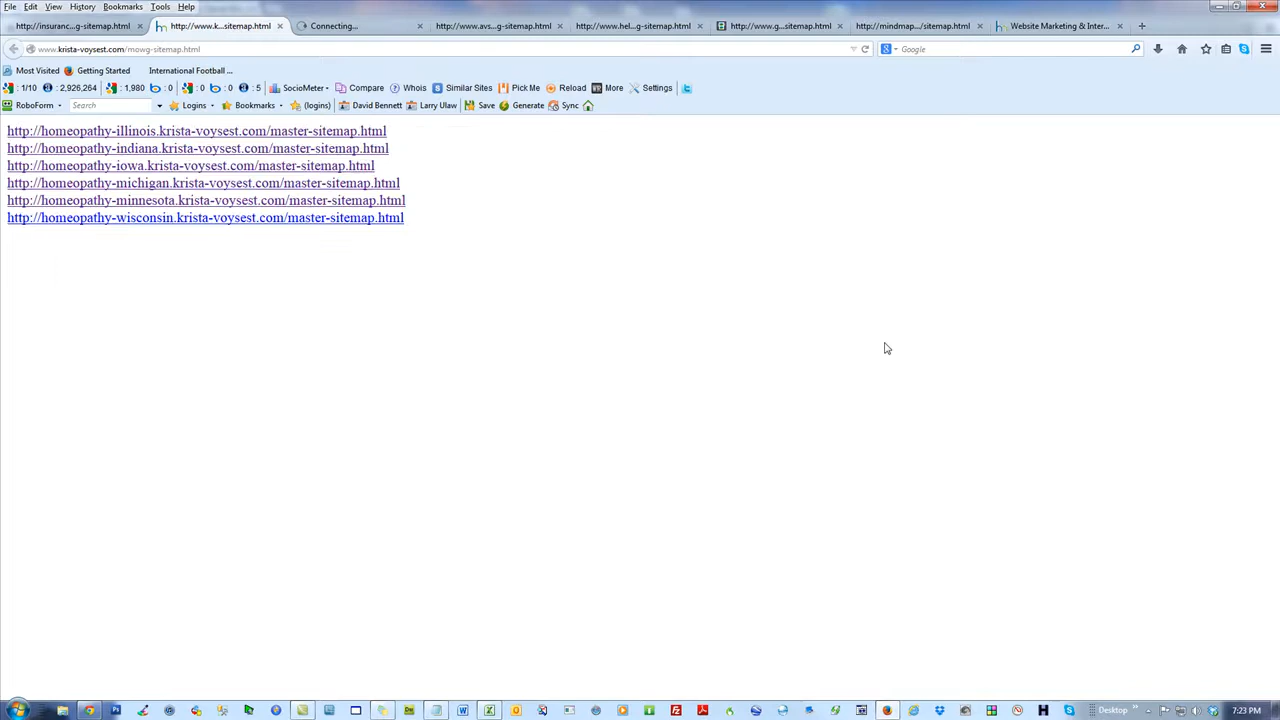 File Edit View History Bookmarks Tools Help
http://insuranc...g-sitemap.html
http://www.k...sitemap.html
Connecting...
http://www.avs...g-sitemap.html
http://www.hel...g-sitemap.html
http://www.g...sitemap.html
http://mindmap.../sitemap.html
Website Marketing & Inter...
www.krista-voysest.com/mowg-sitemap.html
Google
Most Visited Getting Started International Football ...
: 1/10 : 2,926,264 : 1,980 : 0 : 0 : 0 : 5 SocioMeter Compare Whois Similar Sites Pick Me Reload More Settings
RoboForm Search Logins Bookmarks (logins) David Bennett Larry Ulaw Save Generate Sync
http://homeopathy-illinois.krista-voysest.com/master-sitemap.html
http://homeopathy-indiana.krista-voysest.com/master-sitemap.html
http://homeopathy-iowa.krista-voysest.com/master-sitemap.html
http://homeopathy-michigan.krista-voysest.com/master-sitemap.html
http://homeopathy-minnesota.krista-voysest.com/master-sitemap.html
http://homeopathy-wisconsin.krista-voysest.com/master-sitemap.html
Desktop
7:23 PM